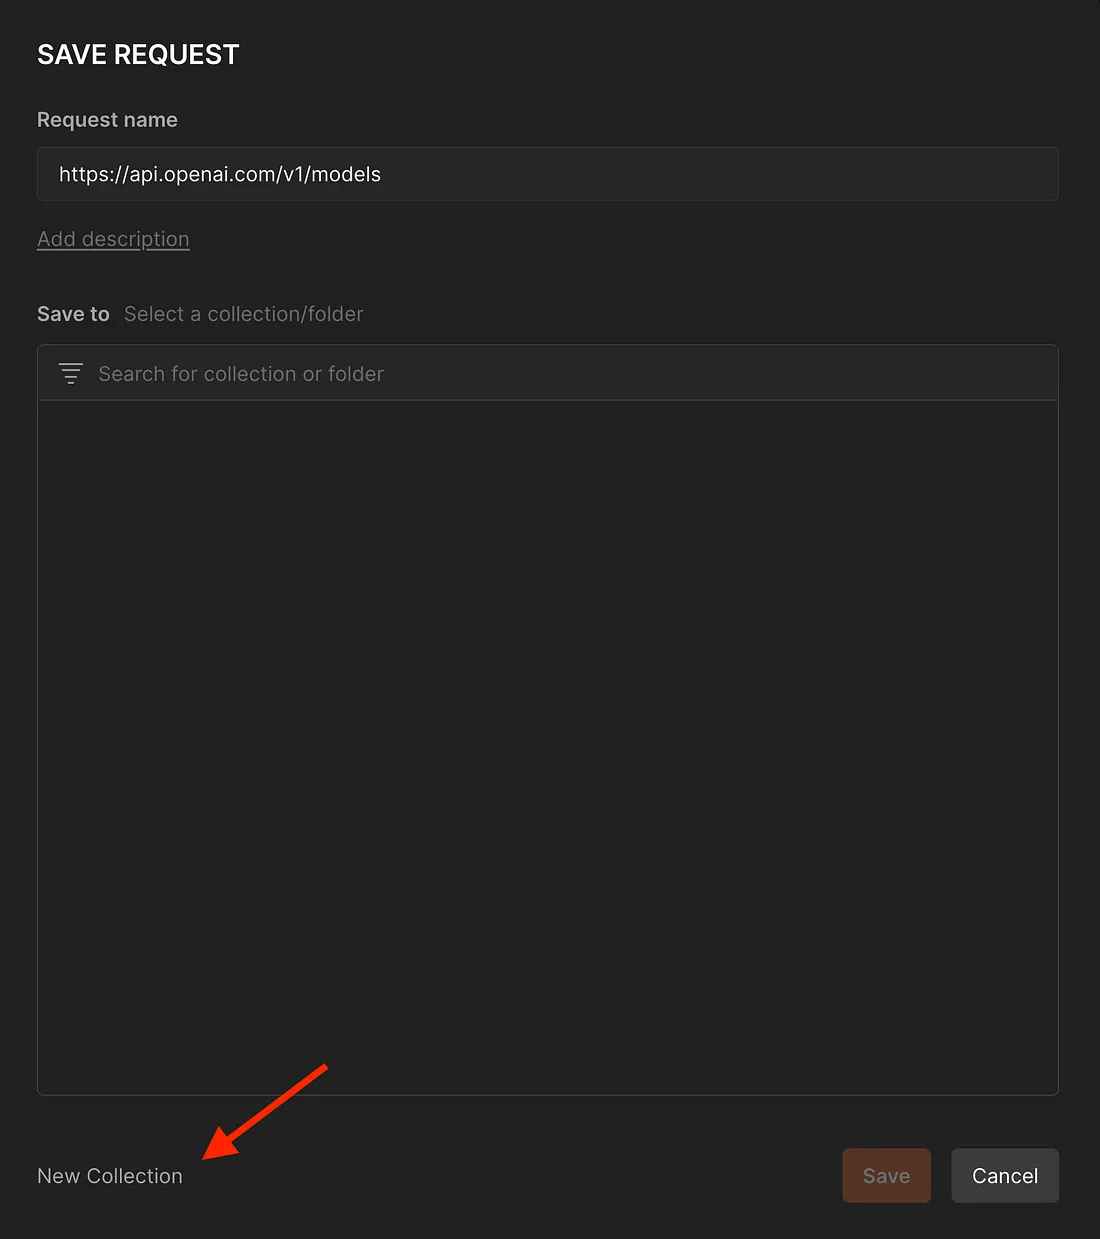 SAVE REQUEST
Request name
https://api.openai.com/v1/models
Add description
Save to Select a collection/folder
Search for collection or folder
New Collection Save Cancel